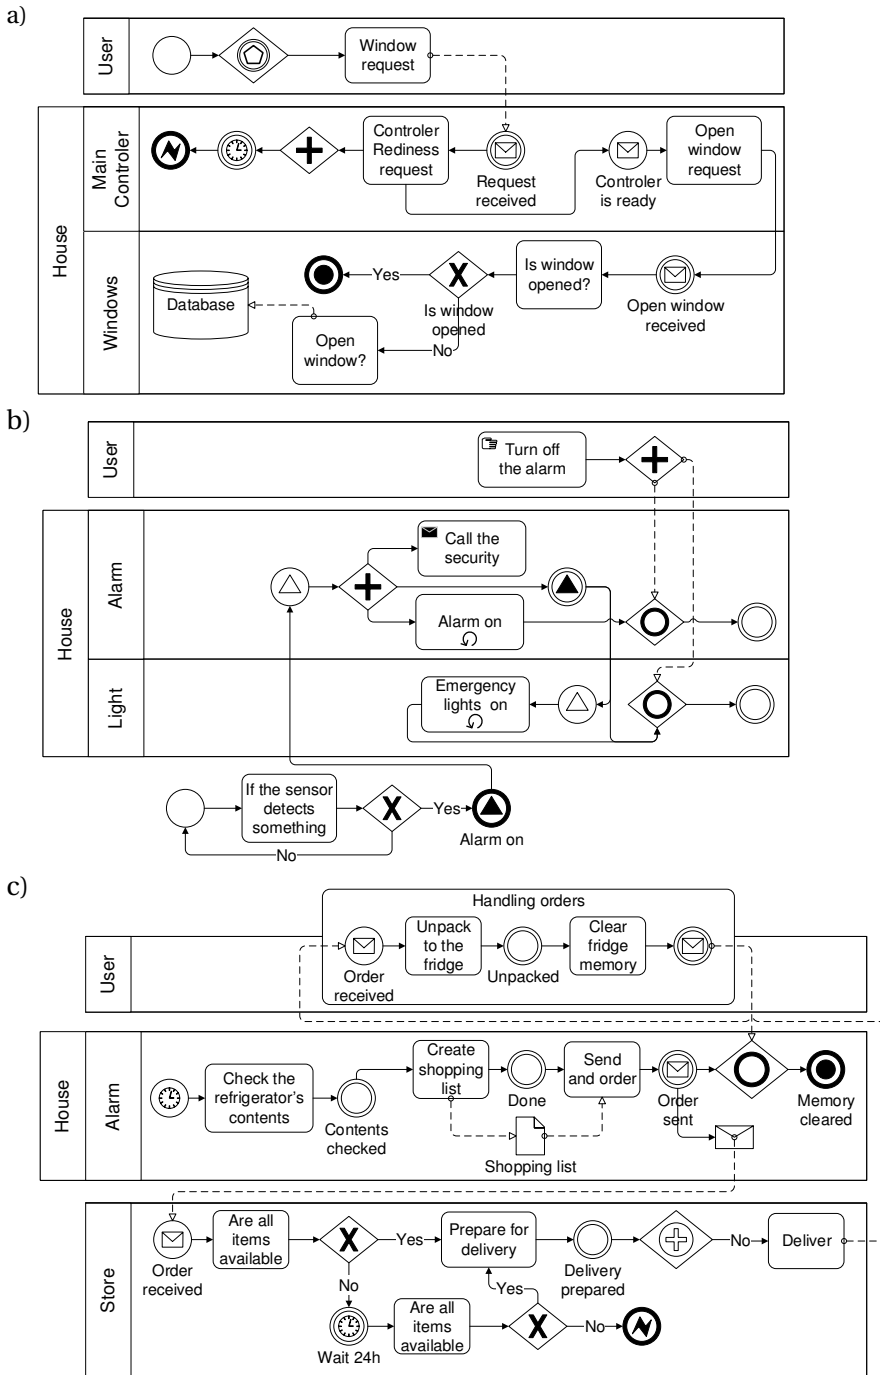 a)
User
Window
request
House
Main
Controler
Controler
Rediness
request
Request
received
Controler
is ready
Open
window
request
Windows
Database
Yes
Is window
opened
No
Open
window?
Is window
opened?
Open window
received
b)
User
Turn off
the alarm
House
Alarm
Call the
security
Alarm on
Light
Emergency
lights on
If the sensor
detects
something
Yes
No
Alarm on
c)
Handling orders
User
Order
received
Unpack
to the
fridge
Unpacked
Clear
fridge
memory
House
Alarm
Check the
refrigerator's
contents
Contents
checked
Create
shopping
list
Done
Send
and order
Order
sent
Memory
cleared
Shopping list
Store
Order
received
Are all
items
available
Yes
No
Prepare for
delivery
Delivery
prepared
No
Deliver
Wait 24h
Are all
items
available
Yes
No